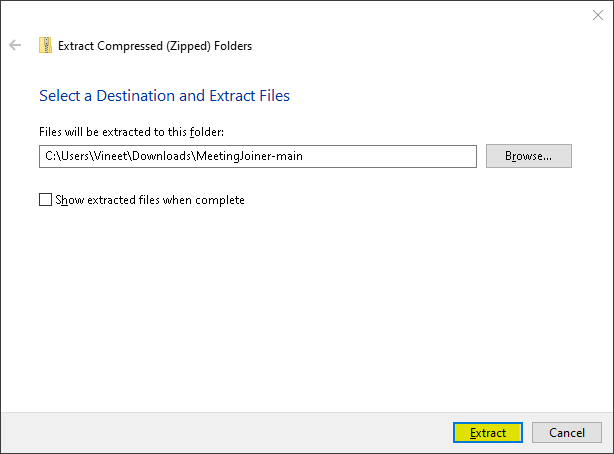 Extract Compressed (Zipped) Folders
Select a Destination and Extract Files
Files will be extracted to this folder:
C:\Users\Vineet\Downloads\MeetingJoiner-main
Browse...
Show extracted files when complete
Extract
Cancel